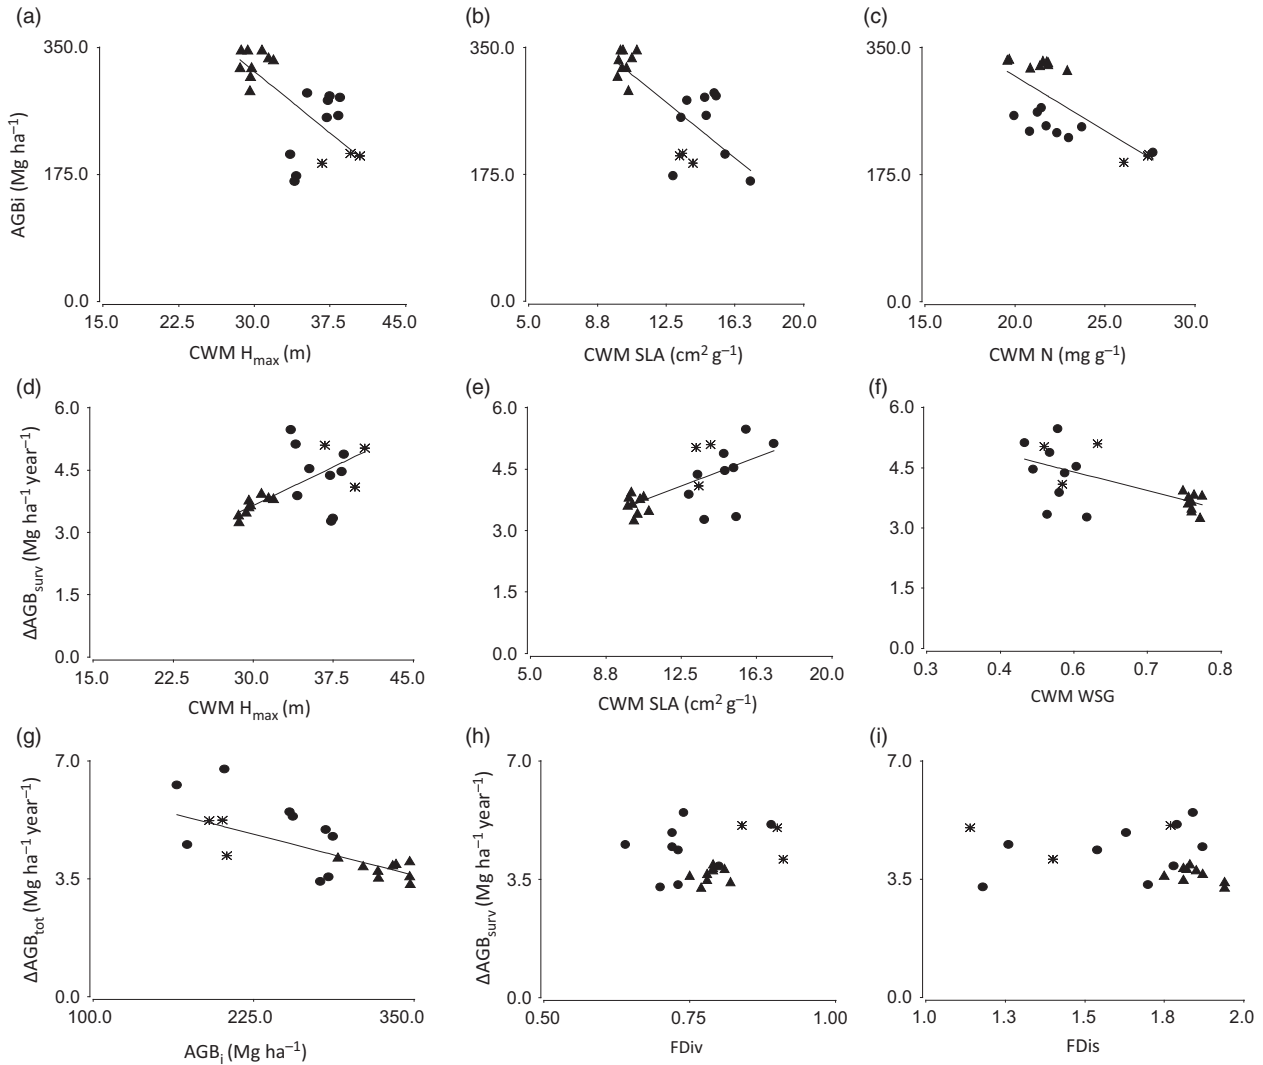 (a)
AGBi (Mg ha⁻¹)
350.0
175.0
0.0
15.0 22.5 30.0 37.5 45.0
CWM Hmax (m)
(b)
350.0
175.0
0.0
5.0 8.8 12.5 16.3 20.0
CWM SLA (cm² g⁻¹)
(c)
350.0
175.0
0.0
15.0 20.0 25.0 30.0
CWM N (mg g⁻¹)
(d)
ΔAGBsurv (Mg ha⁻¹ year⁻¹)
6.0
4.5
3.0
1.5
0.0
15.0 22.5 30.0 37.5 45.0
CWM Hmax (m)
(e)
6.0
4.5
3.0
1.5
0.0
5.0 8.8 12.5 16.3 20.0
CWM SLA (cm² g⁻¹)
(f)
6.0
4.5
3.0
1.5
0.0
0.3 0.4 0.6 0.7 0.8
CWM WSG
(g)
ΔAGBtot (Mg ha⁻¹ year⁻¹)
7.0
3.5
0.0
100.0 225.0 350.0
AGBi (Mg ha⁻¹)
(h)
ΔAGBsurv (Mg ha⁻¹ year⁻¹)
7.0
3.5
0.0
0.50 0.75 1.00
FDiv
(i)
7.0
3.5
0.0
1.0 1.3 1.5 1.8 2.0
FDis